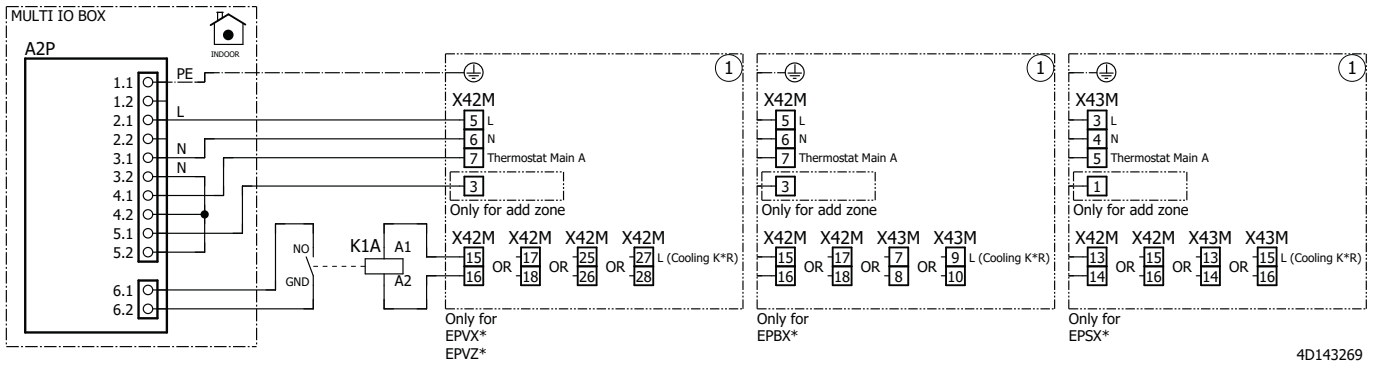 MULTI IO BOX
INDOOR
A2P
1.1
1.2
2.1
2.2
3.1
3.2
4.1
4.2
5.1
5.2
6.1
6.2
PE
L
N
N
NO
GND
K1A
A1
A2
1
X42M
5 L
6 N
7 Thermostat Main A
3
Only for add zone
X42M X42M X42M X42M
15 17 25 27 L (Cooling K*R)
OR OR OR
16 18 26 28
Only for
EPVX*
EPVZ*
1
X42M
5 L
6 N
7 Thermostat Main A
3
Only for add zone
X42M X42M X43M X43M
15 17 7 9 L (Cooling K*R)
OR OR OR
16 18 8 10
Only for
EPBX*
1
X43M
3 L
4 N
5 Thermostat Main A
1
Only for add zone
X42M X42M X43M X43M
13 15 13 15 L (Cooling K*R)
OR OR OR
14 16 14 16
Only for
EPSX*
4D143269